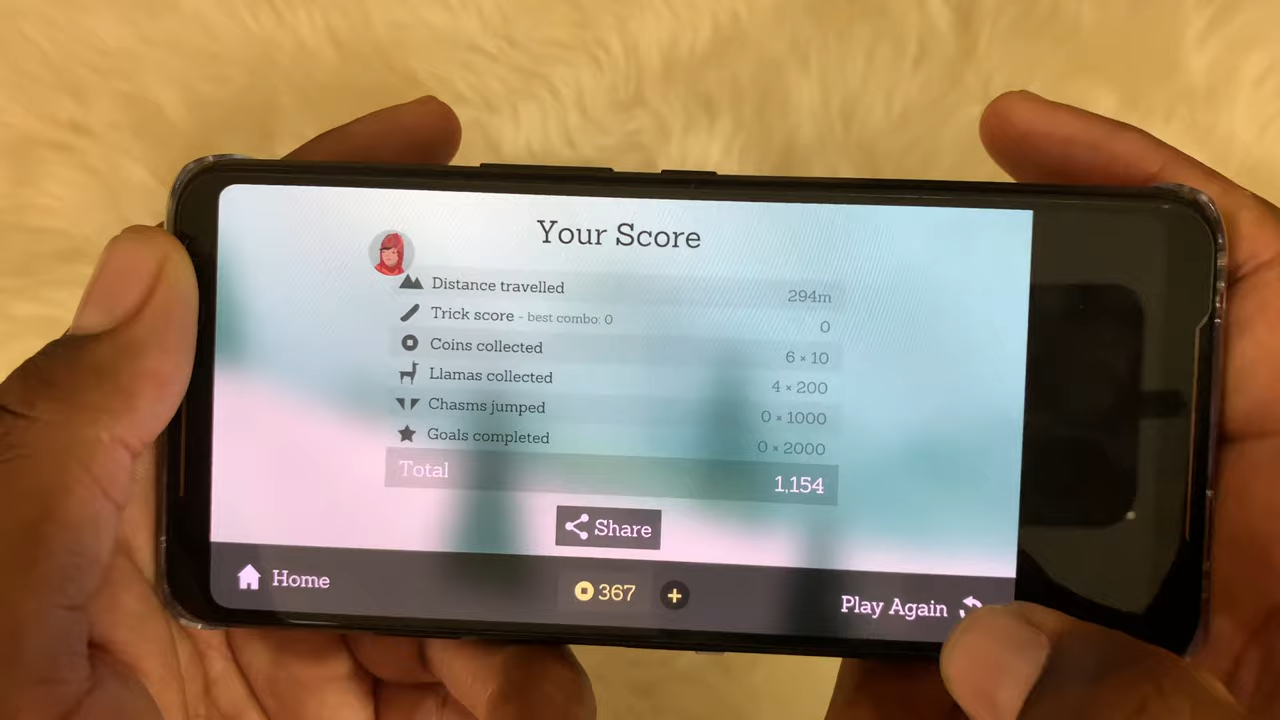 Your Score
Distance travelled 294m
Trick score - best combo: 0 0
Coins collected 6 × 10
Llamas collected 4 × 200
Chasms jumped 0 × 1000
Goals completed 0 × 2000
Total 1,154
Share
Home 367 + Play Again